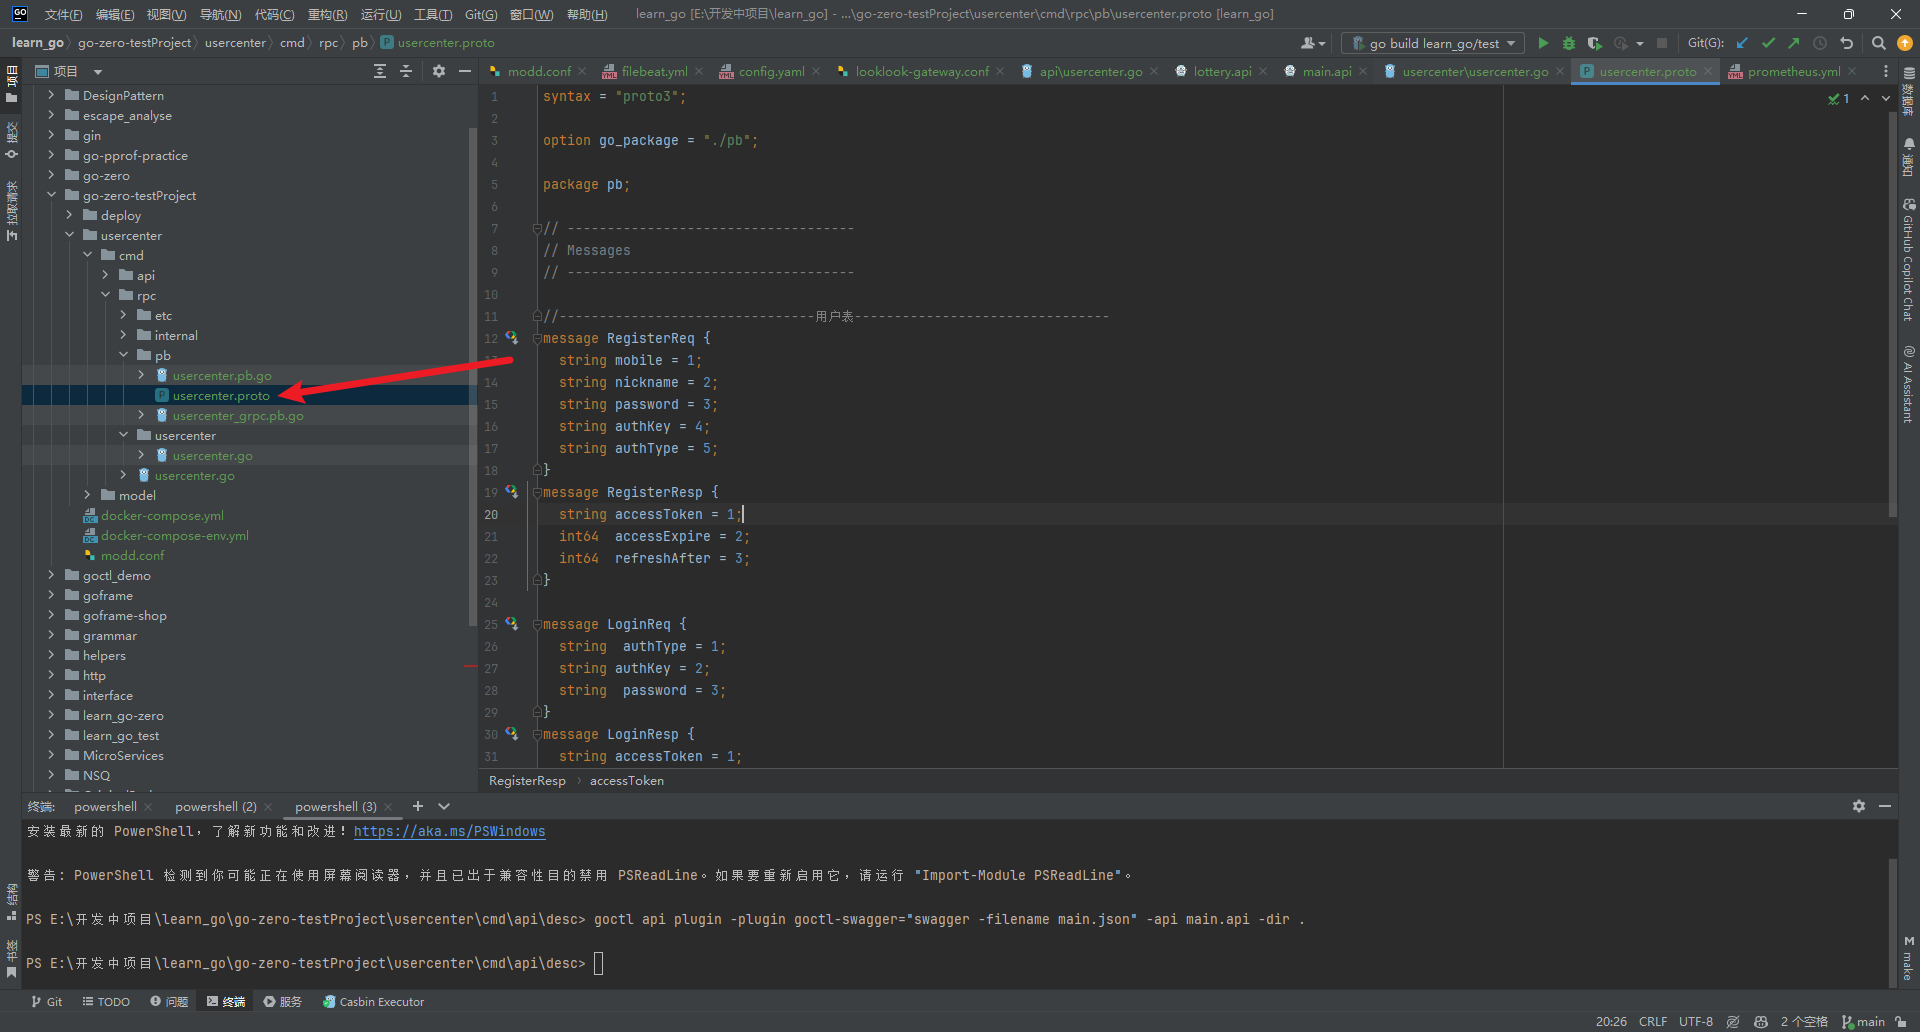 文件(F) 编辑(E) 视图(V) 导航(N) 代码(C) 重构(R) 运行(U) 工具(T) Git(G) 窗口(W) 帮助(H) learn_go [E:\开发中项目\learn_go] - ...\go-zero-testProject\usercenter\cmd\rpc\pb\usercenter.proto [learn_go]
learn_go go-zero-testProject usercenter cmd rpc pb usercenter.proto go build learn_go/test Git(G):
项目 modd.conf filebeat.yml config.yaml looklook-gateway.conf api\usercenter.go lottery.api main.api usercenter\usercenter.go usercenter.proto prometheus.yml
项目
提交
拉取请求
结构
书签
DesignPattern
escape_analyse
gin
go-pprof-practice
go-zero
go-zero-testProject
deploy
usercenter
cmd
api
rpc
etc
internal
pb
usercenter.pb.go
usercenter.proto
usercenter_grpc.pb.go
usercenter
usercenter.go
usercenter.go
model
docker-compose.yml
docker-compose-env.yml
modd.conf
goctl_demo
goframe
goframe-shop
grammar
helpers
http
interface
learn_go-zero
learn_go_test
MicroServices
NSQ
1 syntax = "proto3";
2
3 option go_package = "./pb";
4
5 package pb;
6
7 // ------------------------------------
8 // Messages
9 // ------------------------------------
10
11 //--------------------------------用户表--------------------------------
12 message RegisterReq {
13 string mobile = 1;
14 string nickname = 2;
15 string password = 3;
16 string authKey = 4;
17 string authType = 5;
18 }
19 message RegisterResp {
20 string accessToken = 1;
21 int64  accessExpire = 2;
22 int64  refreshAfter = 3;
23 }
24
25 message LoginReq {
26 string  authType = 1;
27 string authKey = 2;
28 string  password = 3;
29 }
30 message LoginResp {
31 string accessToken = 1;
1
RegisterResp accessToken
数据库
通知
GitHub Copilot Chat
AI Assistant
M make
终端: powershell powershell (2) powershell (3)
安装最新的 PowerShell，了解新功能和改进！https://aka.ms/PSWindows
警告: PowerShell 检测到你可能正在使用屏幕阅读器，并且已出于兼容性目的禁用 PSReadLine。如果要重新启用它，请运行 "Import-Module PSReadLine"。
PS E:\开发中项目\learn_go\go-zero-testProject\usercenter\cmd\api\desc> goctl api plugin -plugin goctl-swagger="swagger -filename main.json" -api main.api -dir .
PS E:\开发中项目\learn_go\go-zero-testProject\usercenter\cmd\api\desc>
Git TODO 问题 终端 服务 Casbin Executor
20:26 CRLF UTF-8 2 个空格 main